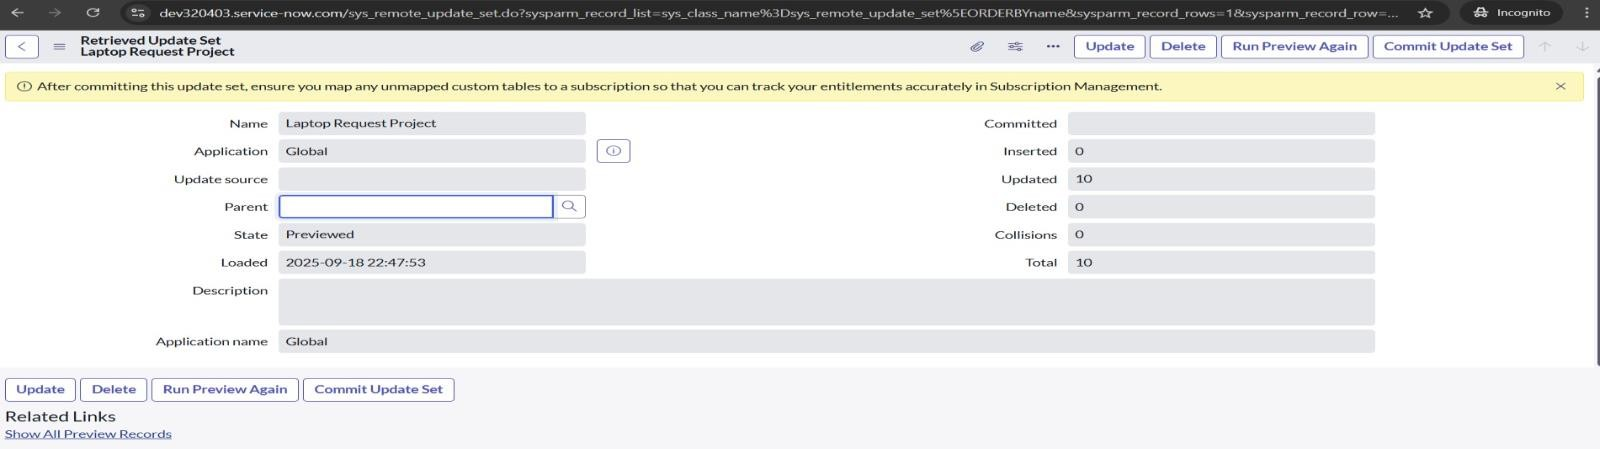 dev320403.service-now.com/sys_remote_update_set.do?sysparm_record_list=sys_class_name%3Dsys_remote_update_set%5EORDERBYname&sysparm_record_rows=1&sysparm_record_row=...
Incognito
Retrieved Update Set
Laptop Request Project
Update
Delete
Run Preview Again
Commit Update Set
After committing this update set, ensure you map any unmapped custom tables to a subscription so that you can track your entitlements accurately in Subscription Management.
Name Laptop Request Project
Application Global
Update source
Parent
State Previewed
Loaded 2025-09-18 22:47:53
Committed
Inserted 0
Updated 10
Deleted 0
Collisions 0
Total 10
Description
Application name Global
Update
Delete
Run Preview Again
Commit Update Set
Related Links
Show All Preview Records